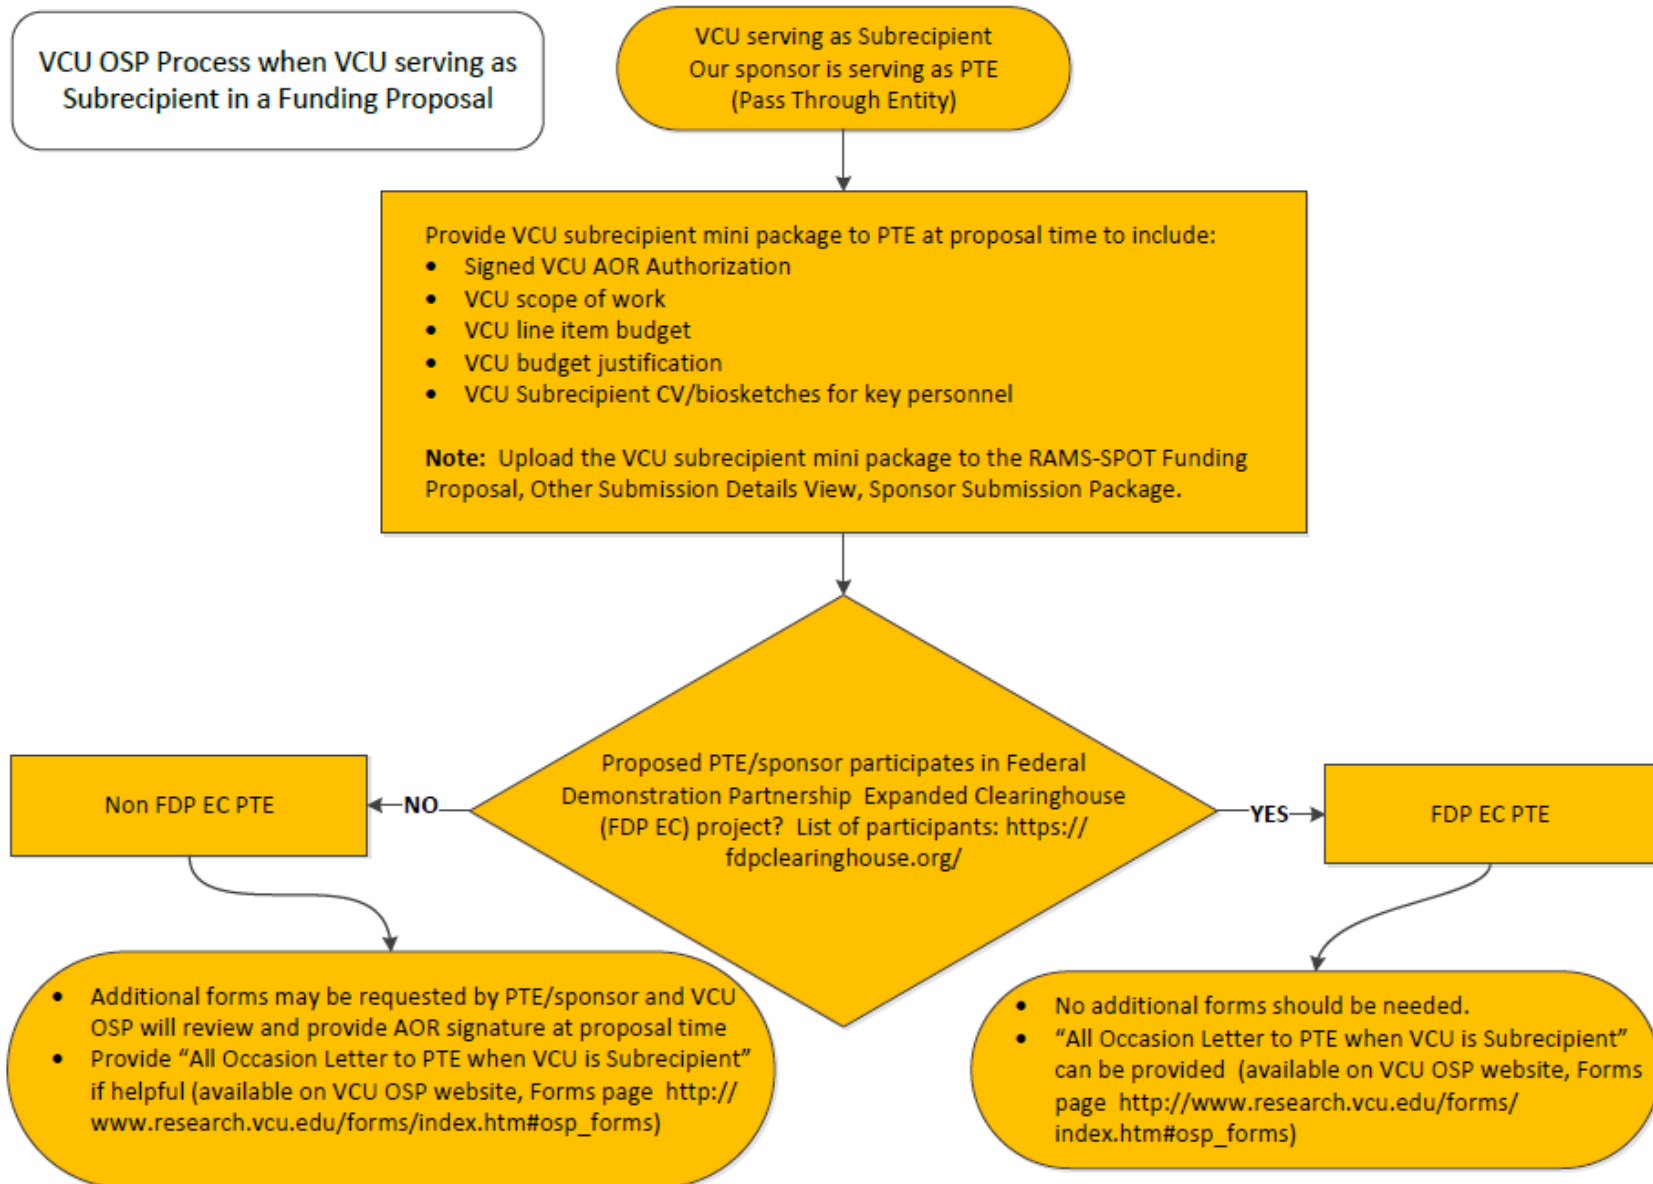 VCU OSP Process when VCU serving as
Subrecipient in a Funding Proposal
VCU serving as Subrecipient
Our sponsor is serving as PTE
(Pass Through Entity)
Provide VCU subrecipient mini package to PTE at proposal time to include:
• Signed VCU AOR Authorization
• VCU scope of work
• VCU line item budget
• VCU budget justification
• VCU Subrecipient CV/biosketches for key personnel
Note:  Upload the VCU subrecipient mini package to the RAMS-SPOT Funding
Proposal, Other Submission Details View, Sponsor Submission Package.
Proposed PTE/sponsor participates in Federal
Demonstration Partnership  Expanded Clearinghouse
(FDP EC) project?  List of participants: https://
fdpclearinghouse.org/
NO
Non FDP EC PTE
YES
FDP EC PTE
• Additional forms may be requested by PTE/sponsor and VCU
OSP will review and provide AOR signature at proposal time
• Provide “All Occasion Letter to PTE when VCU is Subrecipient”
if helpful (available on VCU OSP website, Forms page  http://
www.research.vcu.edu/forms/index.htm#osp_forms)
• No additional forms should be needed.
• “All Occasion Letter to PTE when VCU is Subrecipient”
can be provided  (available on VCU OSP website, Forms
page  http://www.research.vcu.edu/forms/
index.htm#osp_forms)